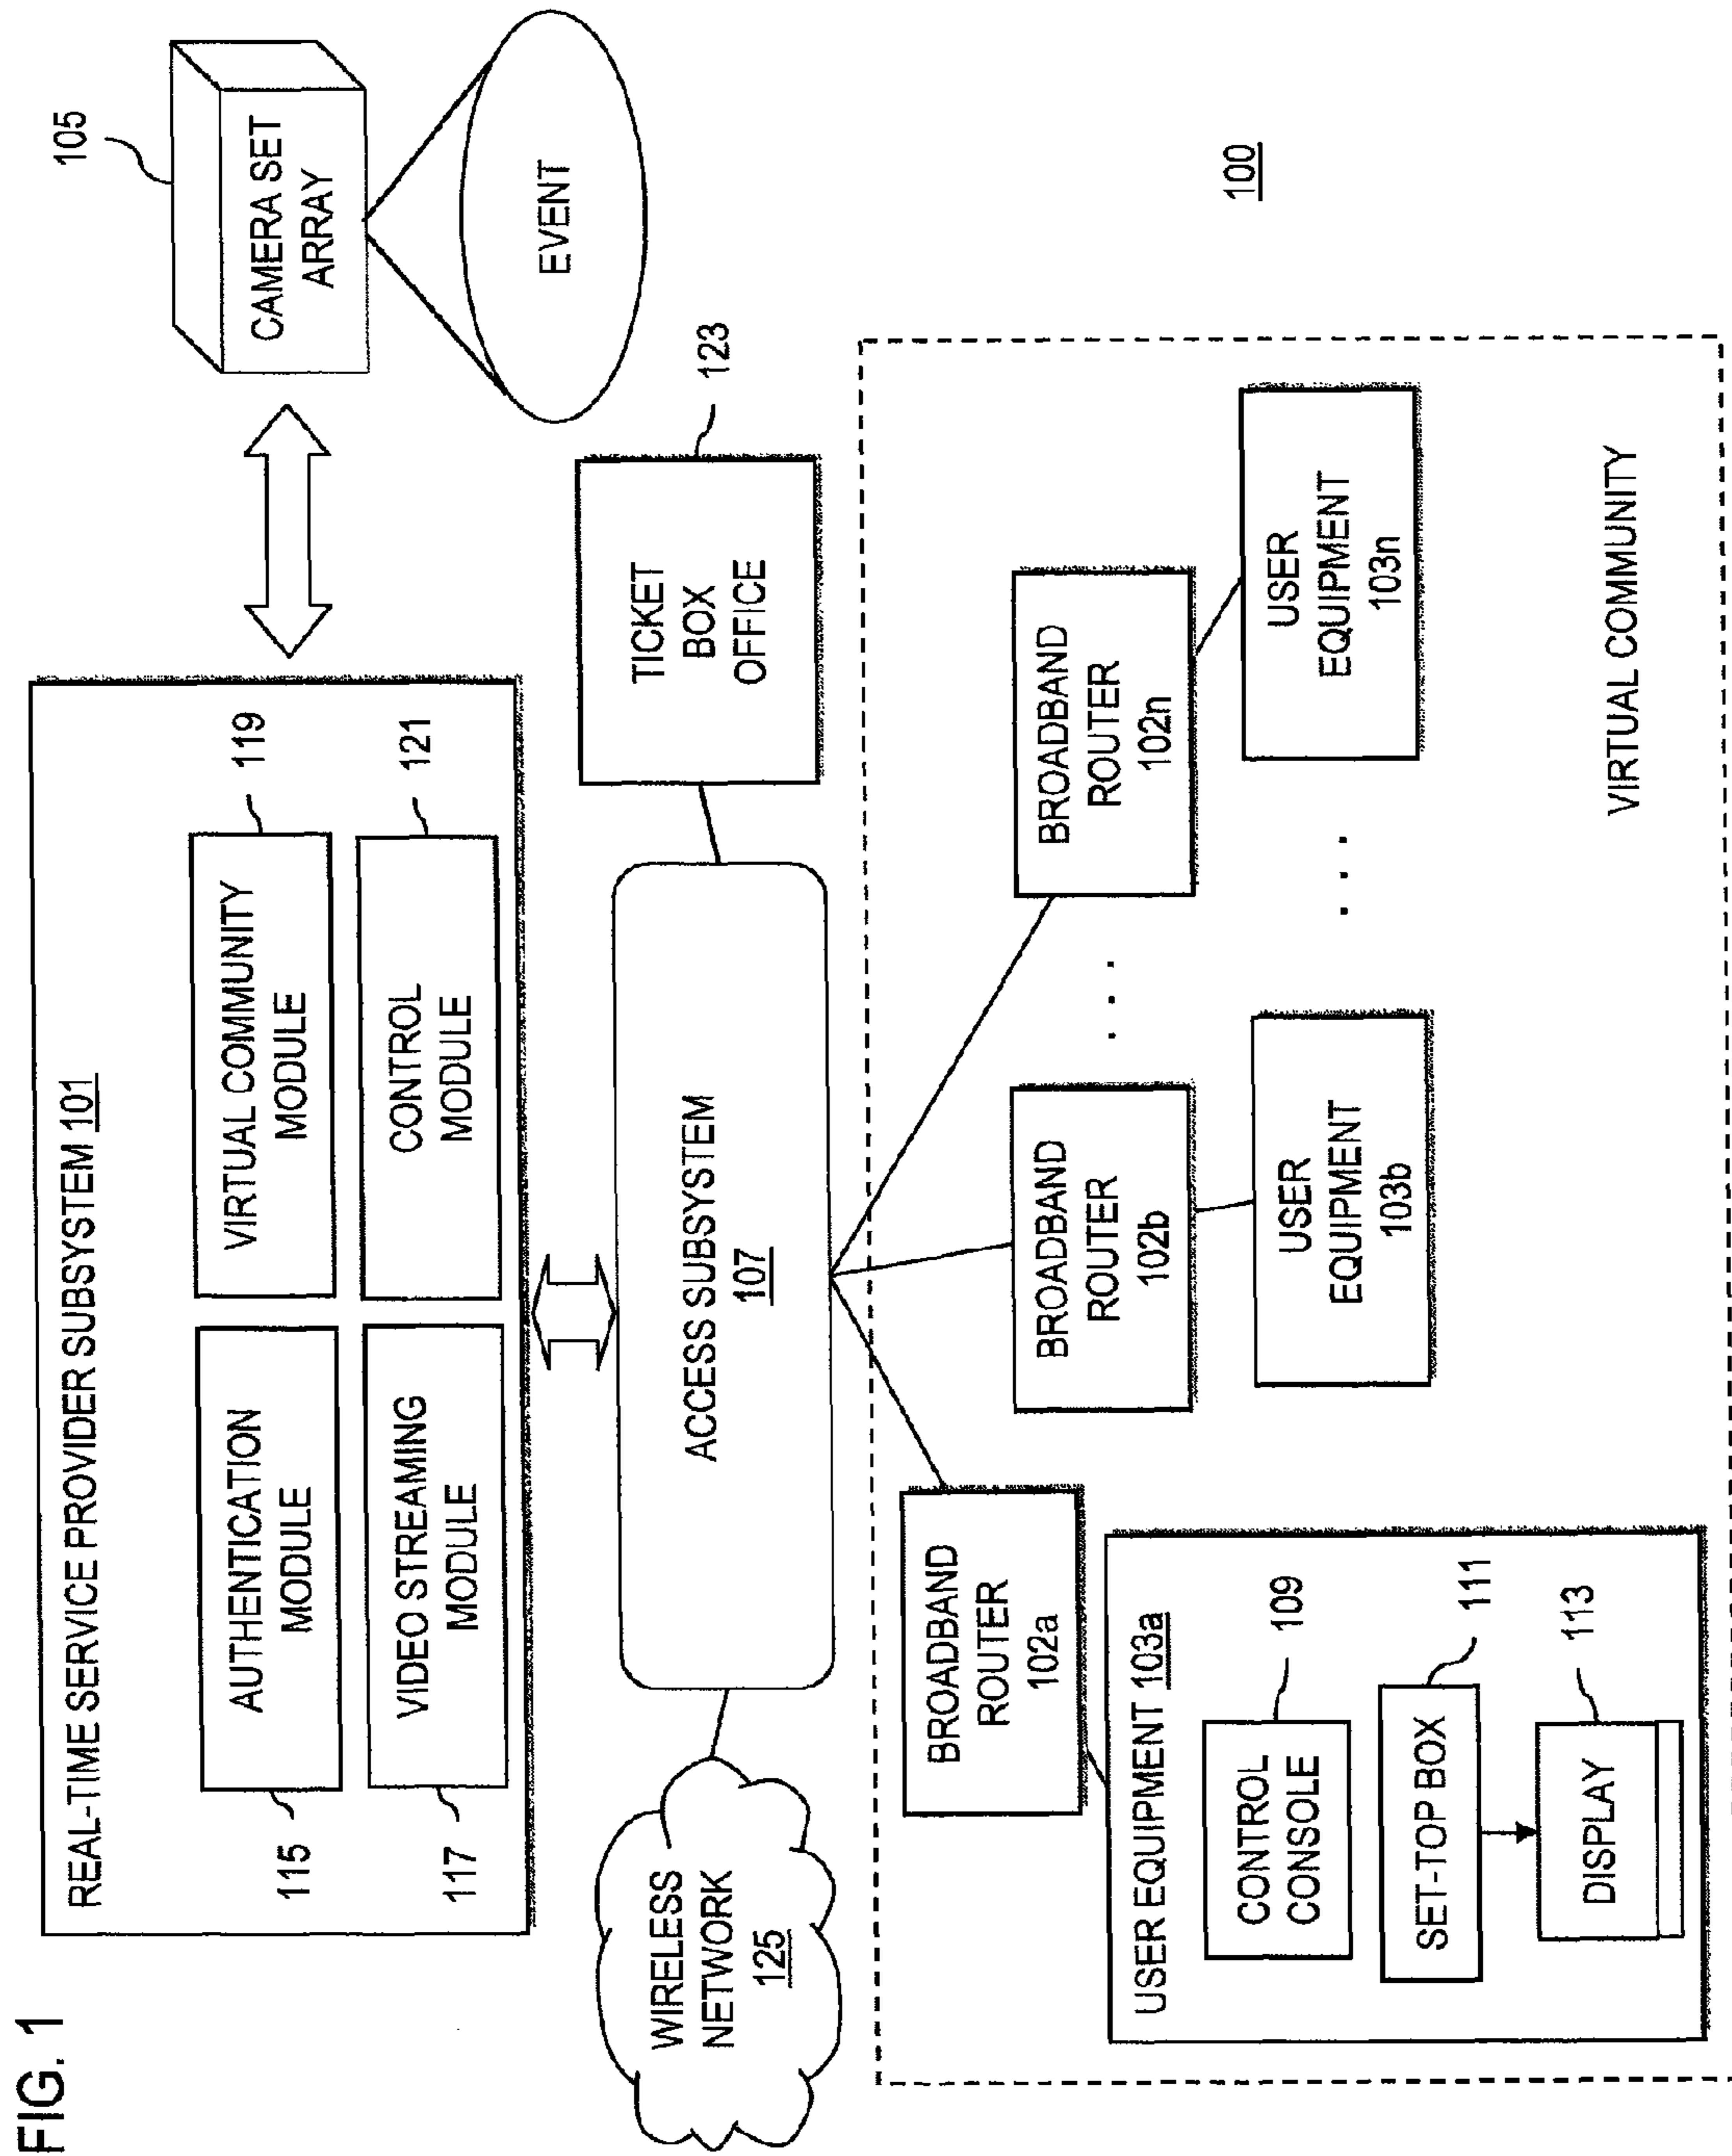 FIG. 1
REAL-TIME SERVICE PROVIDER SUBSYSTEM 101
AUTHENTICATION
MODULE
115
VIRTUAL COMMUNITY
MODULE
119
VIDEO STREAMING
MODULE
117
CONTROL
MODULE
121
105
CAMERA SET
ARRAY
EVENT
WIRELESS
NETWORK
125
ACCESS SUBSYSTEM
107
TICKET
BOX
OFFICE
123
100
BROADBAND
ROUTER
102a
BROADBAND
ROUTER
102b
. . .
BROADBAND
ROUTER
102n
USER EQUIPMENT 103a
CONTROL
CONSOLE
109
SET-TOP BOX
111
DISPLAY
113
USER
EQUIPMENT
103b
. . .
USER
EQUIPMENT
103n
VIRTUAL COMMUNITY